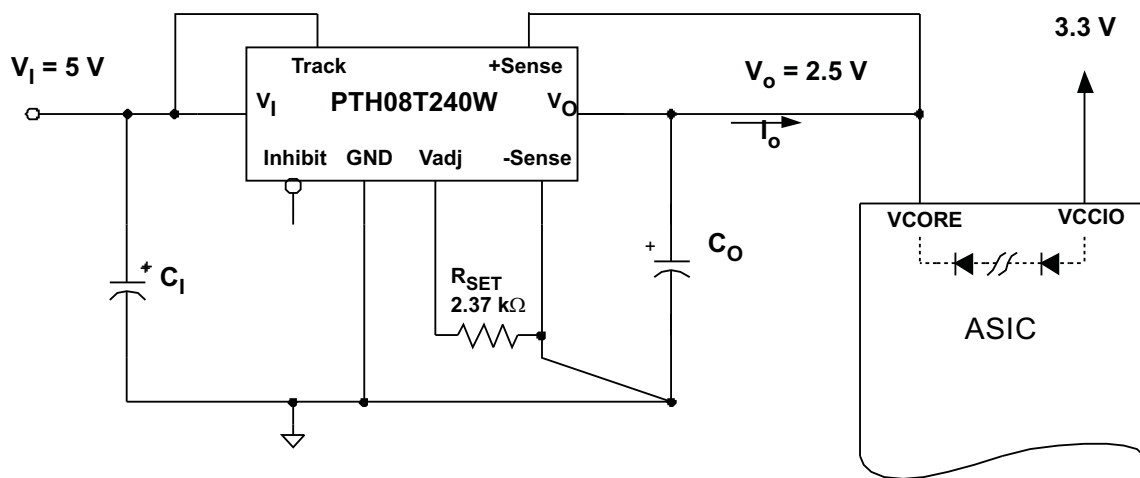 3.3 V
V_I = 5 V
Track
+Sense
V_o = 2.5 V
V_I
PTH08T240W
V_O
I_o
Inhibit
GND
Vadj
-Sense
VCORE
VCCIO
+
C_I
+
C_O
R_SET
2.37 kΩ
ASIC